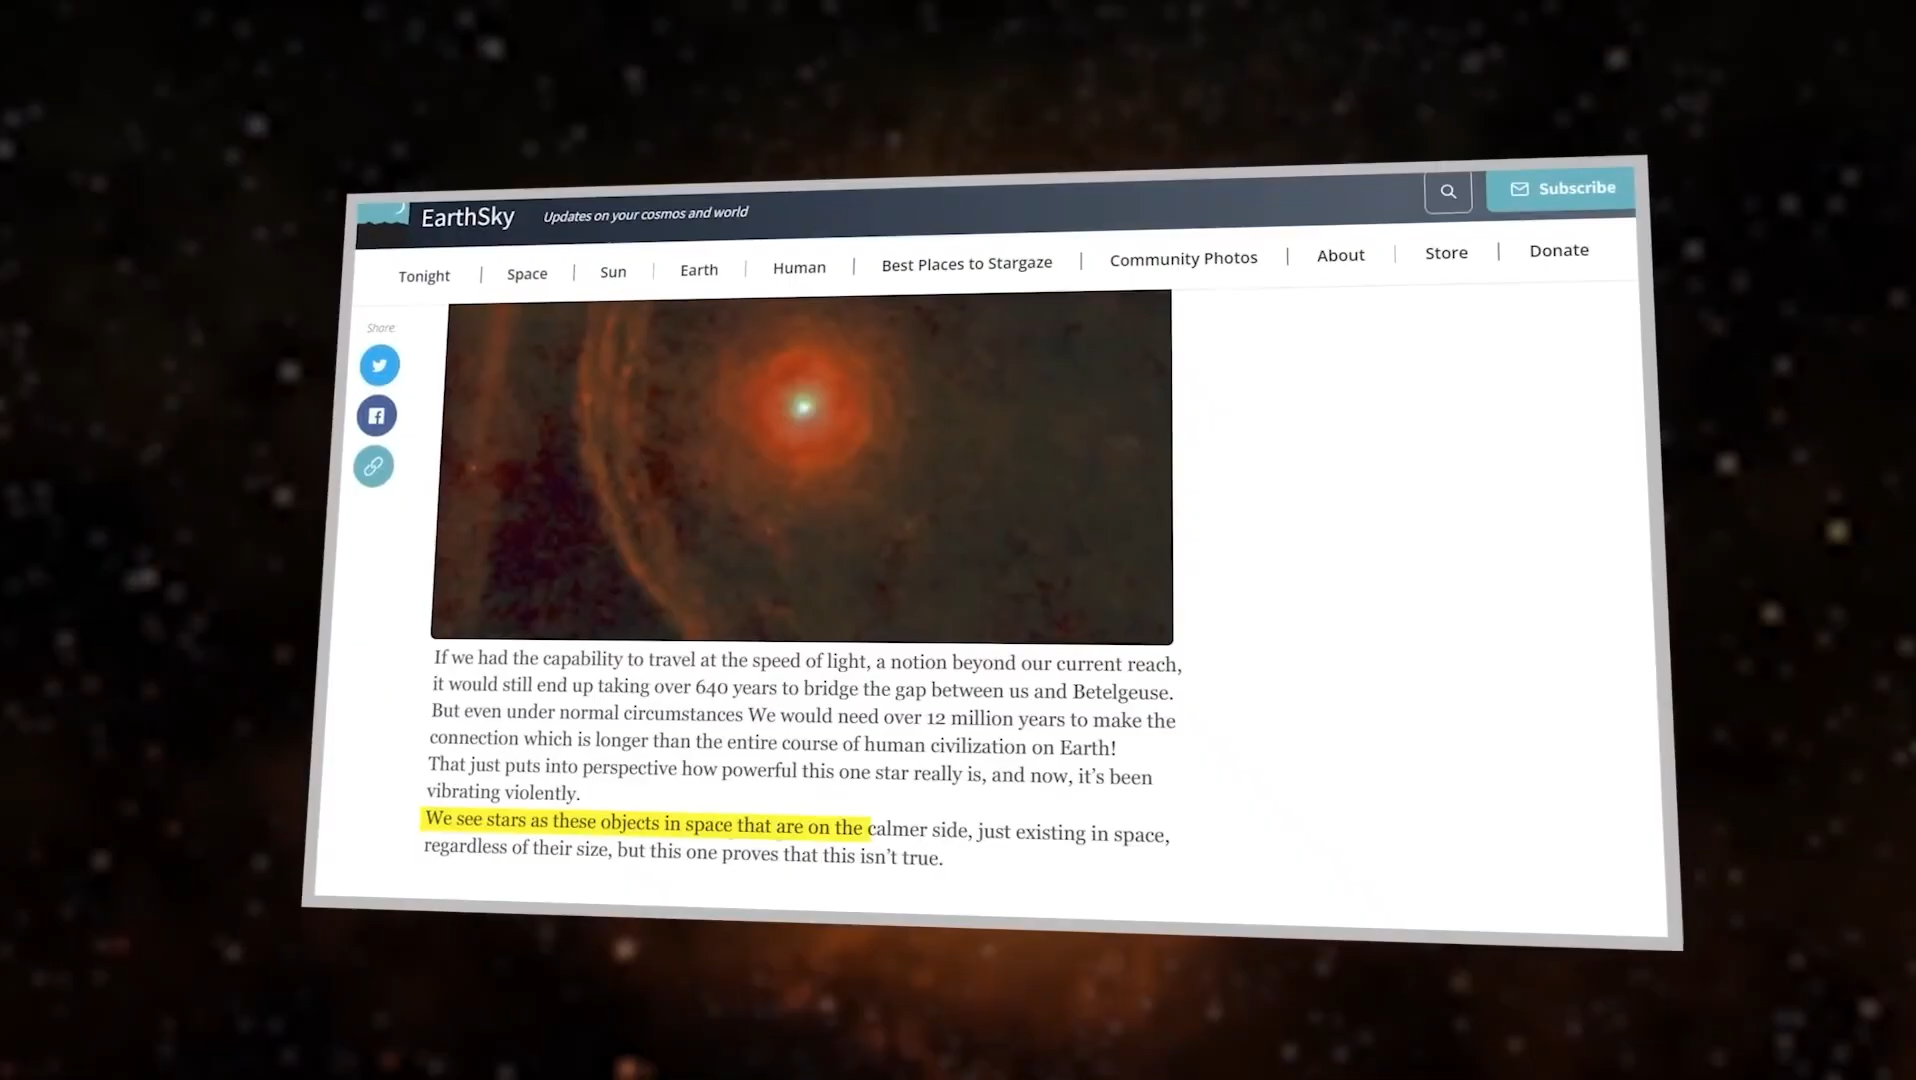 EarthSky
Updates on your cosmos and world
Subscribe
Tonight | Space | Sun | Earth | Human | Best Places to Stargaze | Community Photos | About | Store | Donate
Share
If we had the capability to travel at the speed of light, a notion beyond our current reach,
it would still end up taking over 640 years to bridge the gap between us and Betelgeuse.
But even under normal circumstances We would need over 12 million years to make the
connection which is longer than the entire course of human civilization on Earth!
That just puts into perspective how powerful this one star really is, and now, it's been
vibrating violently.
We see stars as these objects in space that are on the calmer side, just existing in space,
regardless of their size, but this one proves that this isn't true.